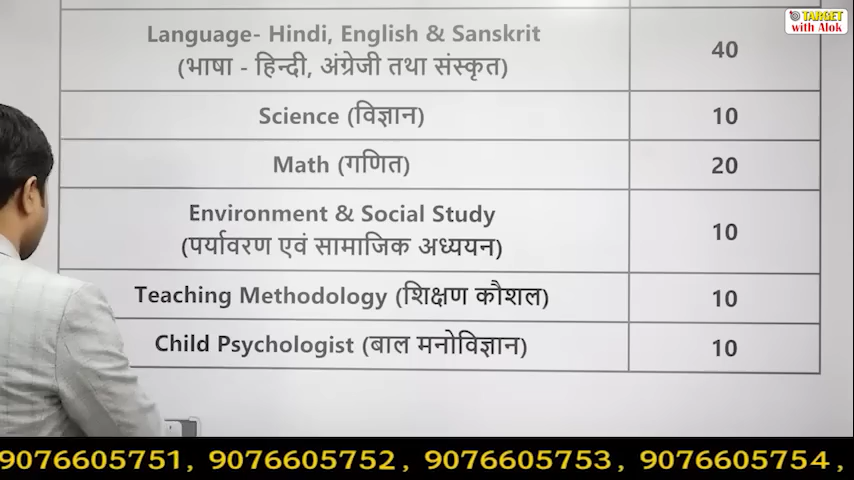 TARGET
with Alok
Language- Hindi, English & Sanskrit
(भाषा - हिन्दी, अंग्रेजी तथा संस्कृत)
40
Science (विज्ञान)
10
Math (गणित)
20
Environment & Social Study
(पर्यावरण एवं सामाजिक अध्ययन)
10
Teaching Methodology (शिक्षण कौशल)
10
Child Psychologist (बाल मनोविज्ञान)
10
9076605751, 9076605752, 9076605753, 9076605754,